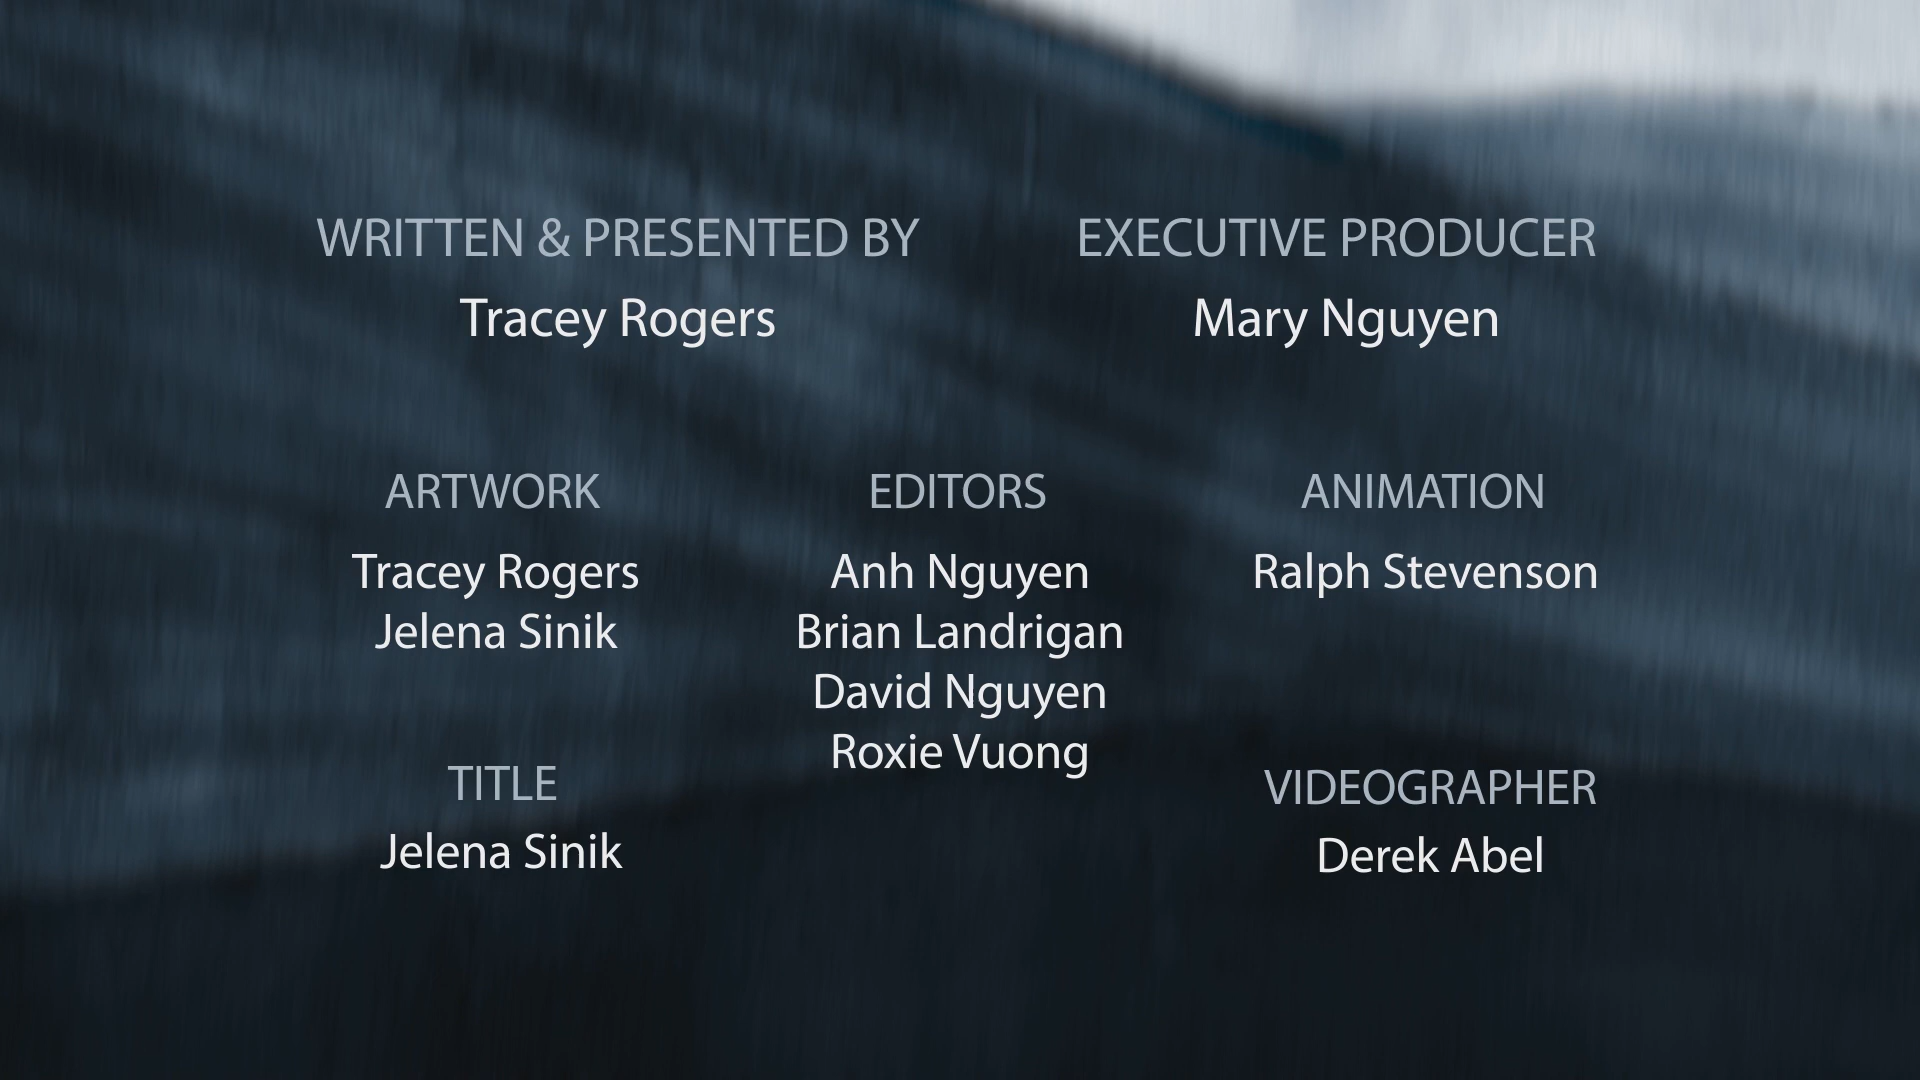 WRITTEN & PRESENTED BY
Tracey Rogers
EXECUTIVE PRODUCER
Mary Nguyen
ARTWORK
Tracey Rogers
Jelena Sinik
EDITORS
Anh Nguyen
Brian Landrigan
David Nguyen
Roxie Vuong
ANIMATION
Ralph Stevenson
TITLE
Jelena Sinik
VIDEOGRAPHER
Derek Abel